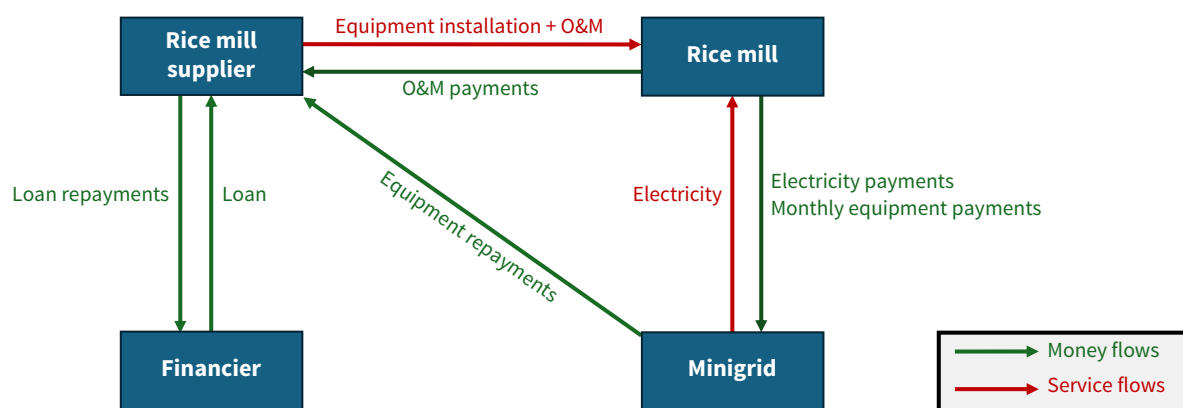 Equipment installation + O&M
Rice mill
supplier
Rice mill
O&M payments
Loan repayments
Loan
Equipment repayments
Electricity
Electricity payments
Monthly equipment payments
Financier
Minigrid
Money flows
Service flows